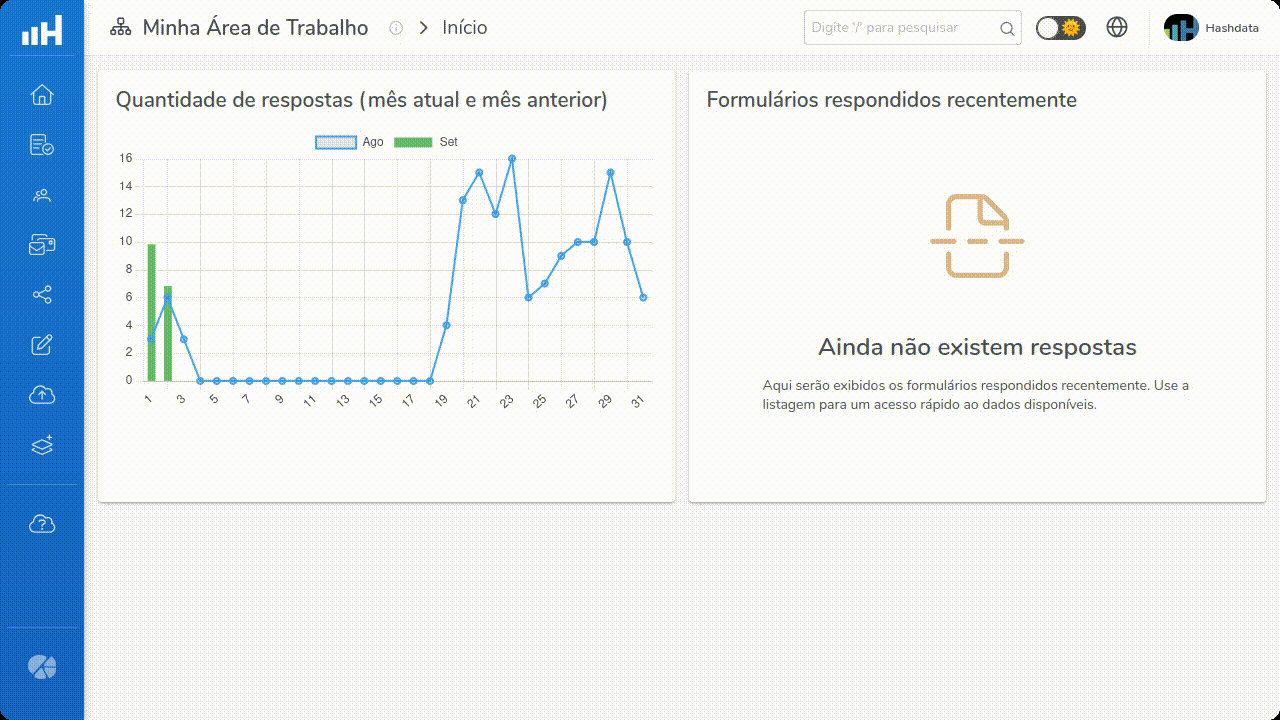 Minha Área de Trabalho
Início
Digite '/' para pesquisar
Hashdata
Quantidade de respostas (mês atual e mês anterior)
Ago Set
16
14
12
10
8
6
4
2
0
1 3 5 7 9 11 13 15 17 19 21 23 25 27 29 31
Formulários respondidos recentemente
Ainda não existem respostas
Aqui serão exibidos os formulários respondidos recentemente. Use a
listagem para um acesso rápido ao dados disponíveis.